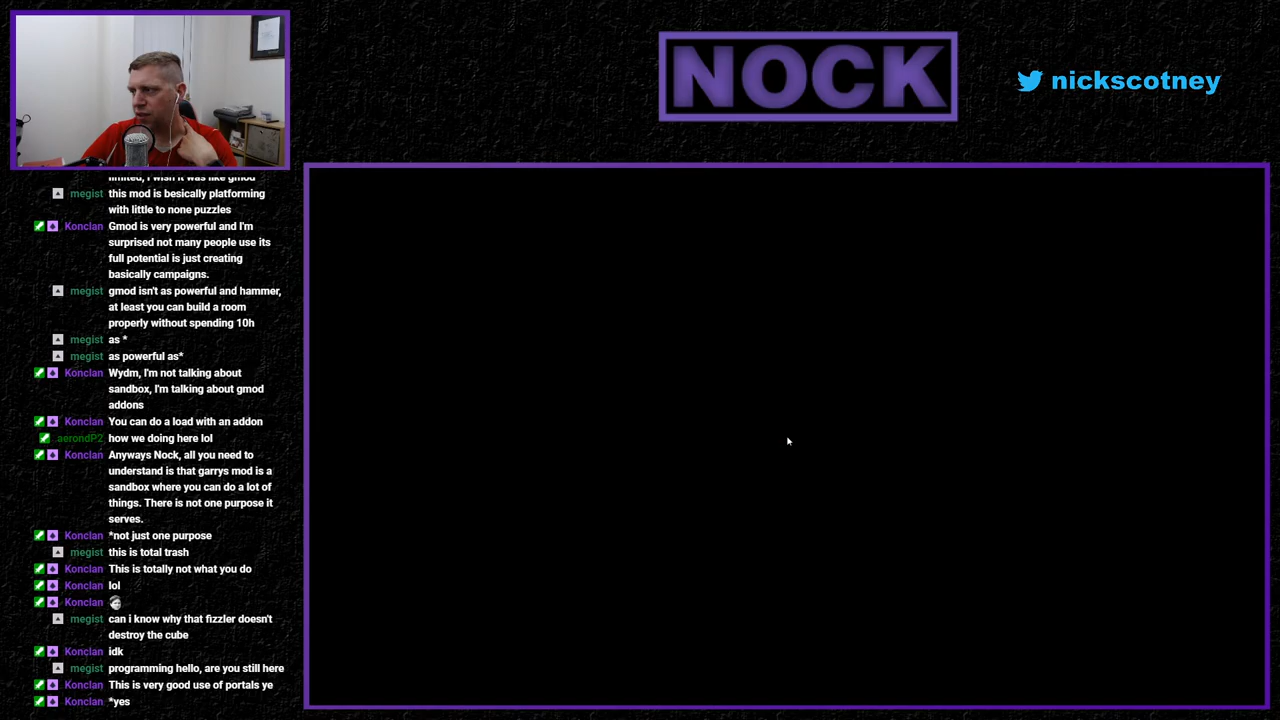 NOCK
nickscotney
limited, I wish it was like gmod
megist this mod is besically platforming
with little to none puzzles
Konclan Gmod is very powerful and I'm
surprised not many people use its
full potential is just creating
basically campaigns.
megist gmod isn't as powerful and hammer,
at least you can build a room
properly without spending 10h
megist as *
megist as powerful as*
Konclan Wydm, I'm not talking about
sandbox, I'm talking about gmod
addons
Konclan You can do a load with an addon
aerondP2 how we doing here lol
Konclan Anyways Nock, all you need to
understand is that garrys mod is a
sandbox where you can do a lot of
things. There is not one purpose it
serves.
Konclan *not just one purpose
megist this is total trash
Konclan This is totally not what you do
Konclan lol
Konclan
megist can i know why that fizzler doesn't
destroy the cube
Konclan idk
megist programming hello, are you still here
Konclan This is very good use of portals ye
Konclan *yes